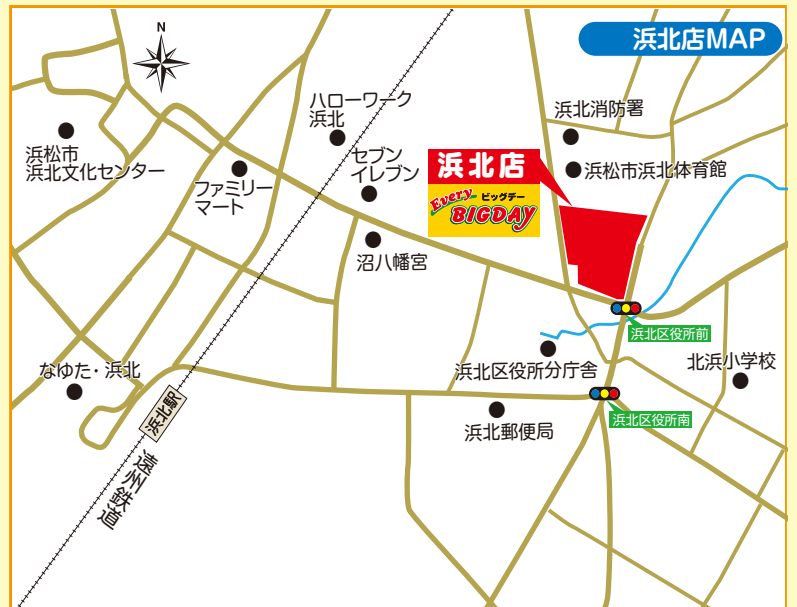 浜北店MAP
N
ハローワーク
浜北
浜北消防署
浜松市
浜北文化センター
セブン
イレブン
浜北店
浜松市浜北体育館
ファミリー
マート
Every
ビッグデー
BIGDAY
沼八幡宮
浜北区役所前
なゆた・浜北
浜北区役所分庁舎
北浜小学校
浜北駅
浜北郵便局
浜北区役所南
遠州鉄道